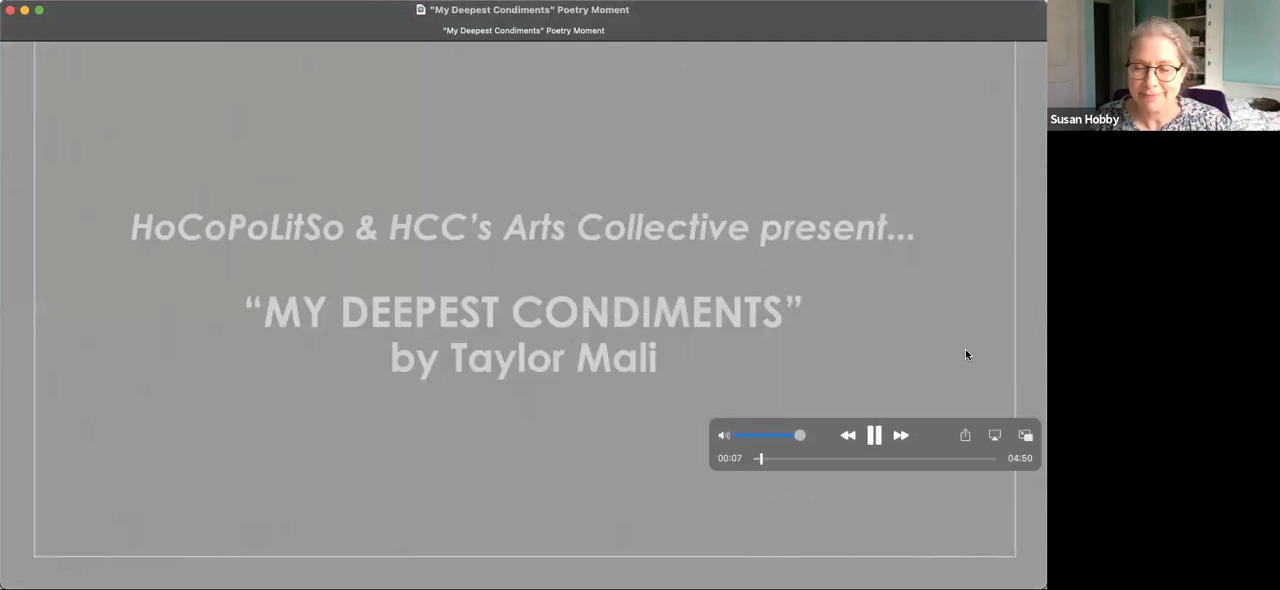 "My Deepest Condiments" Poetry Moment
"My Deepest Condiments" Poetry Moment
HoCoPoLitSo & HCC's Arts Collective present...
“MY DEEPEST CONDIMENTS”
by Taylor Mali
00:07
04:50
Susan Hobby